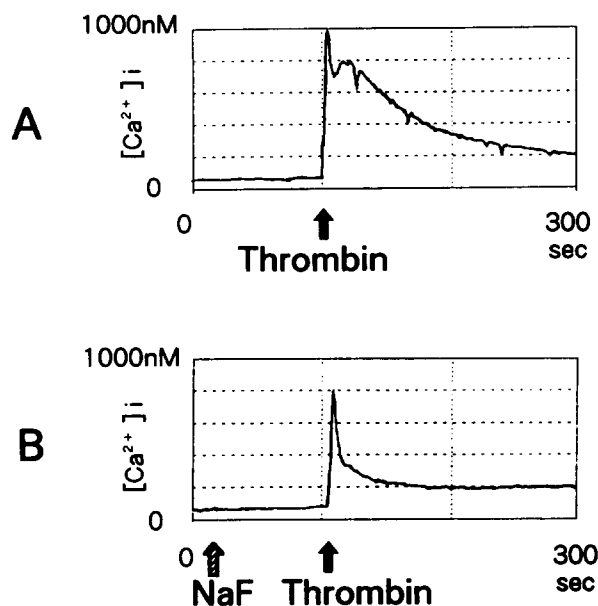 1000nM
A
[Ca²⁺]i
0
0
300
sec
Thrombin
1000nM
B
[Ca²⁺]i
0
0
300
sec
NaF Thrombin